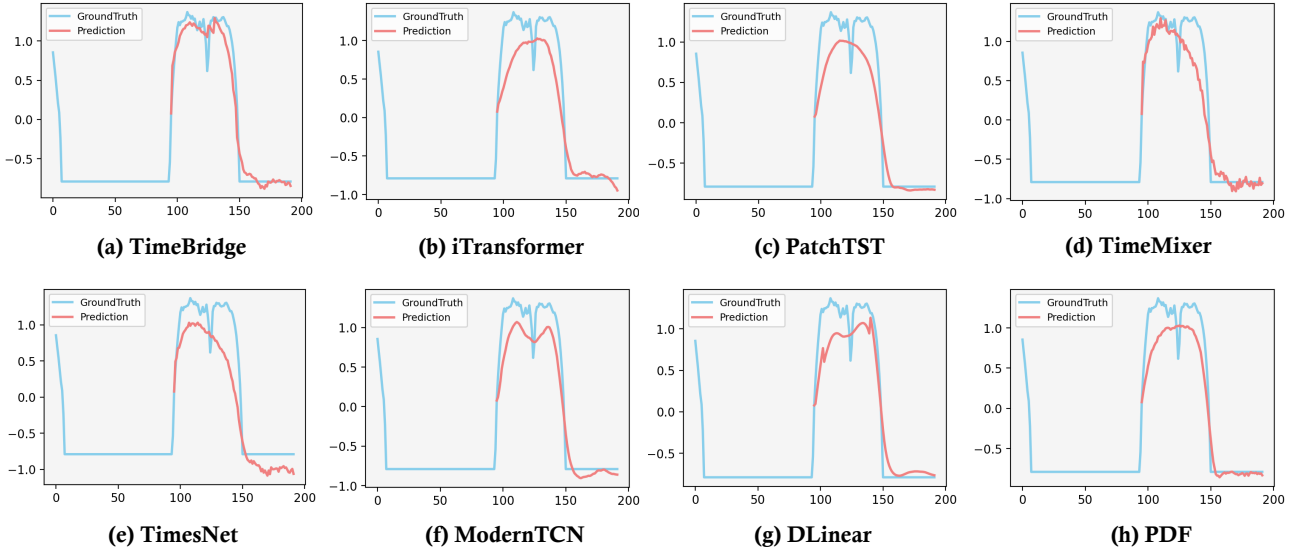 GroundTruth
Prediction
1.0
0.5
0.0
−0.5
0 50 100 150 200
(a) TimeBridge
GroundTruth
Prediction
1.0
0.5
0.0
−0.5
−1.0
0 50 100 150 200
(b) iTransformer
GroundTruth
Prediction
1.0
0.5
0.0
−0.5
0 50 100 150 200
(c) PatchTST
GroundTruth
Prediction
1.0
0.5
0.0
−0.5
−1.0
0 50 100 150 200
(d) TimeMixer
GroundTruth
Prediction
1.0
0.5
0.0
−0.5
−1.0
0 50 100 150 200
(e) TimesNet
GroundTruth
Prediction
1.0
0.5
0.0
−0.5
−1.0
0 50 100 150 200
(f) ModernTCN
GroundTruth
Prediction
1.0
0.5
0.0
−0.5
0 50 100 150 200
(g) DLinear
GroundTruth
Prediction
1.0
0.5
0.0
−0.5
0 50 100 150 200
(h) PDF